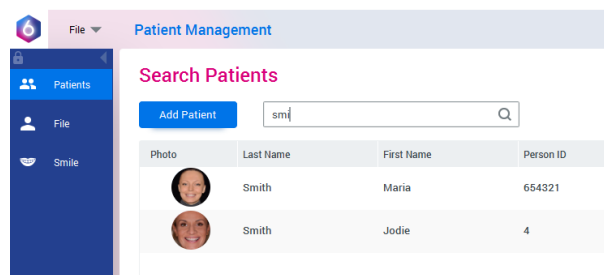 6 File Patient Management
Search Patients
Patients Add Patient smi
File
Smile
Photo Last Name First Name Person ID
Smith Maria 654321
Smith Jodie 4